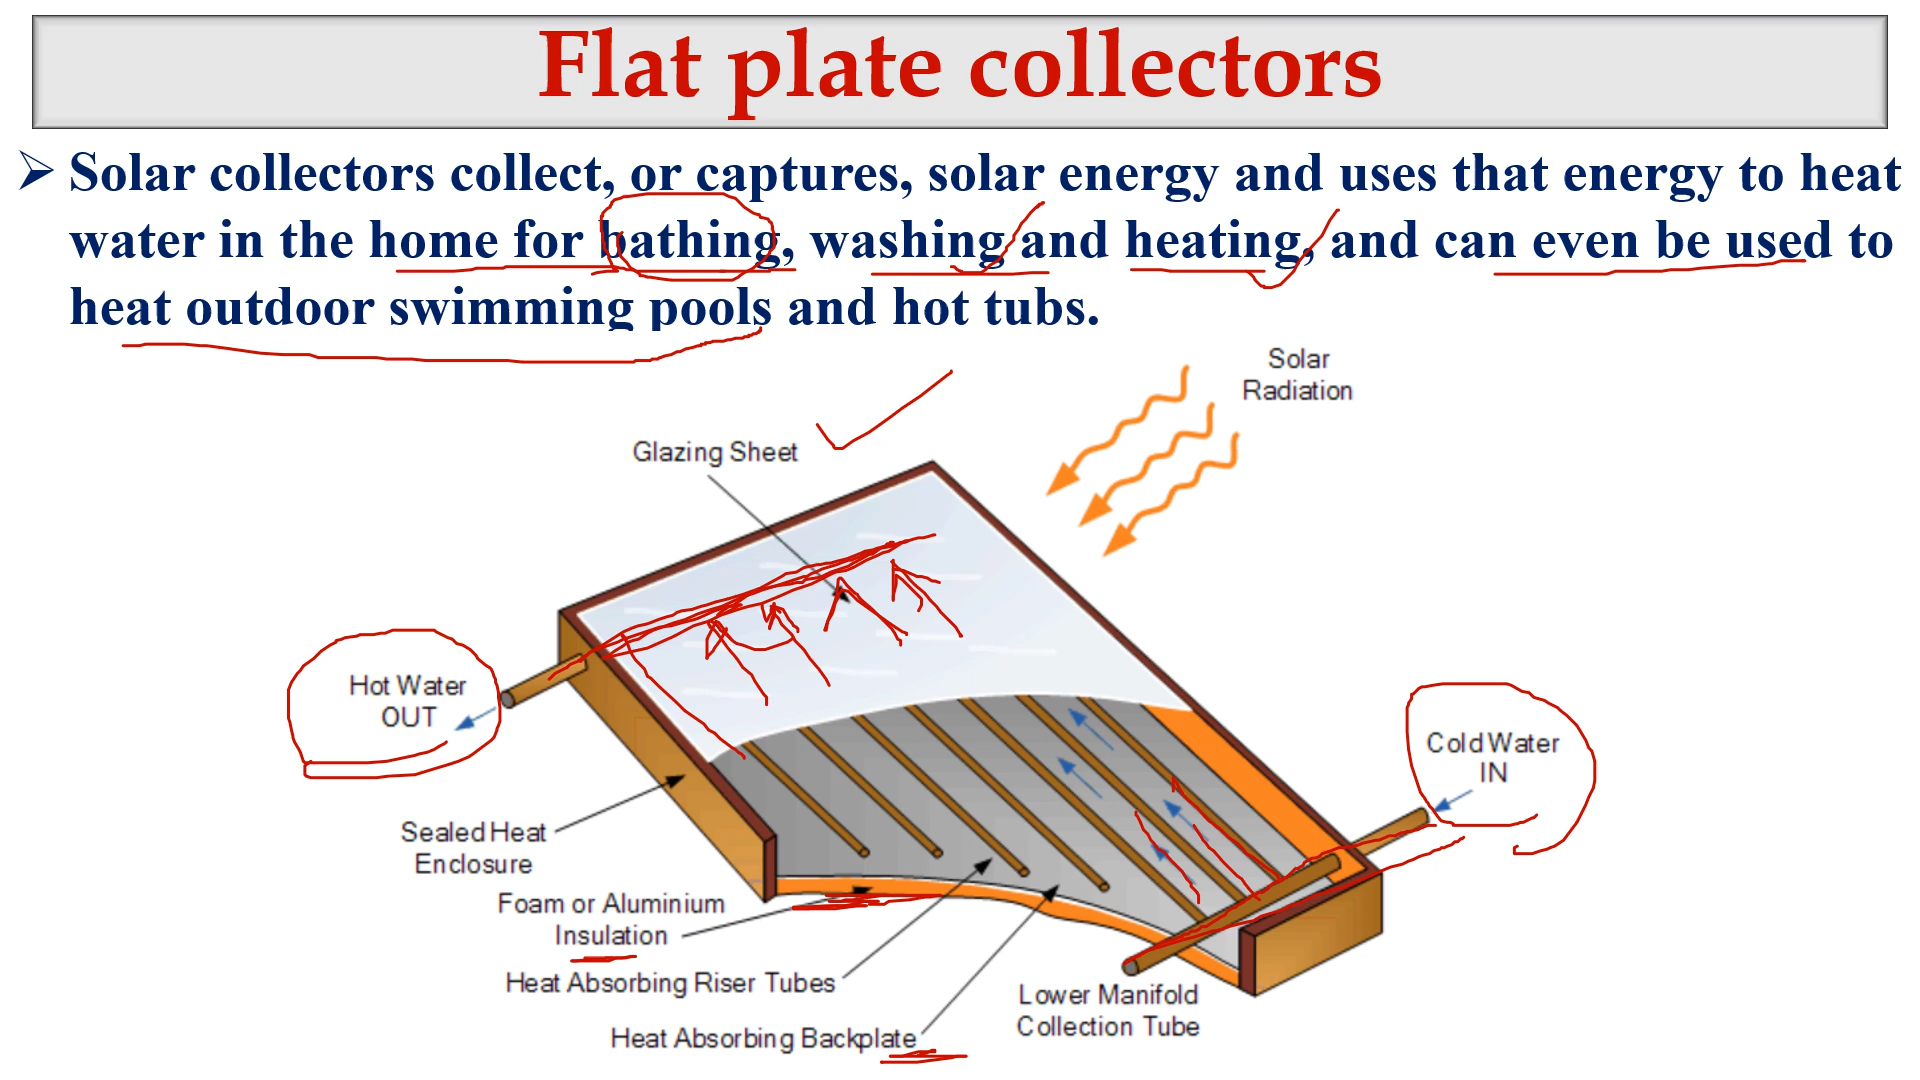 Flat plate collectors
➢ Solar collectors collect, or captures, solar energy and uses that energy to heat
water in the home for bathing, washing and heating, and can even be used to
heat outdoor swimming pools and hot tubs.
Solar
Radiation
Glazing Sheet
Hot Water
OUT
Cold Water
IN
Sealed Heat
Enclosure
Foam or Aluminium
Insulation
Heat Absorbing Riser Tubes
Lower Manifold
Collection Tube
Heat Absorbing Backplate